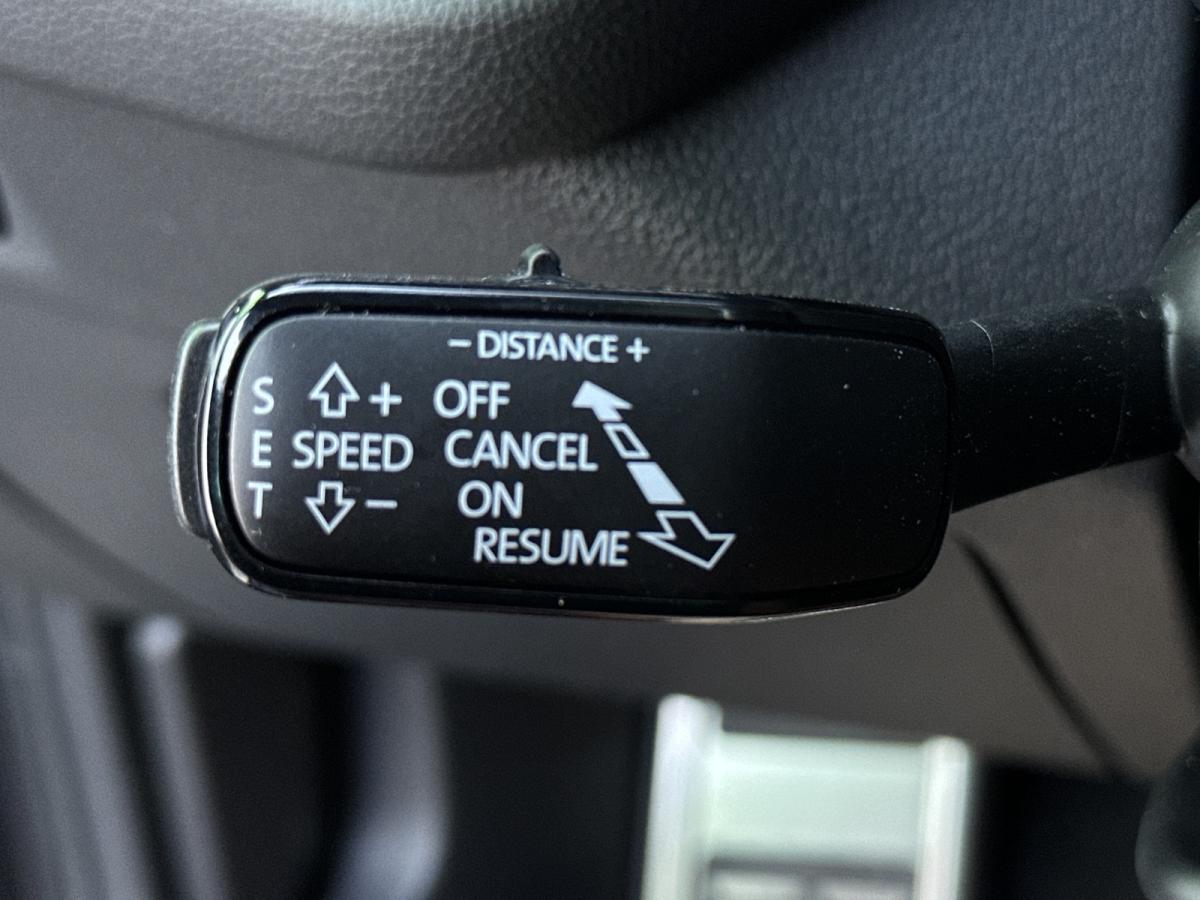 – DISTANCE +
S + OFF
E SPEED CANCEL
T – ON
RESUME